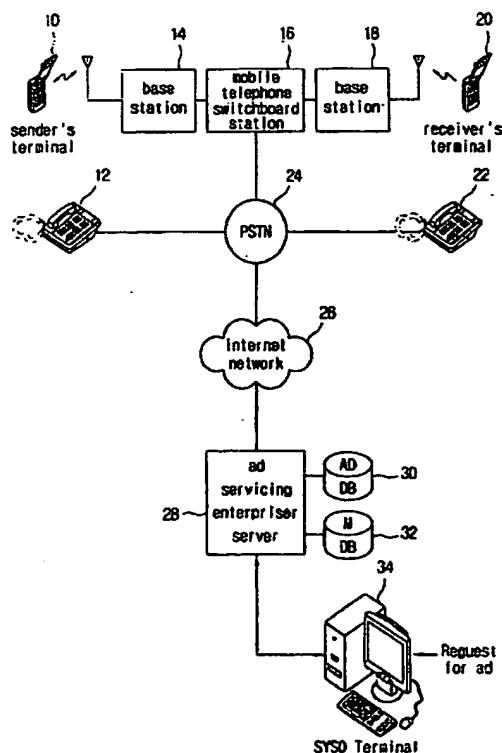 10
14
16
18
20
base
station
mobile
telephone
switchboard
station
base
station
sender's
terminal
receiver's
terminal
12
24
22
PSTN
28
internet
network
ad
servicing
enterpriser
server
28
AD
DB
30
M
DB
32
34
Request
for ad
SYSO Terminal